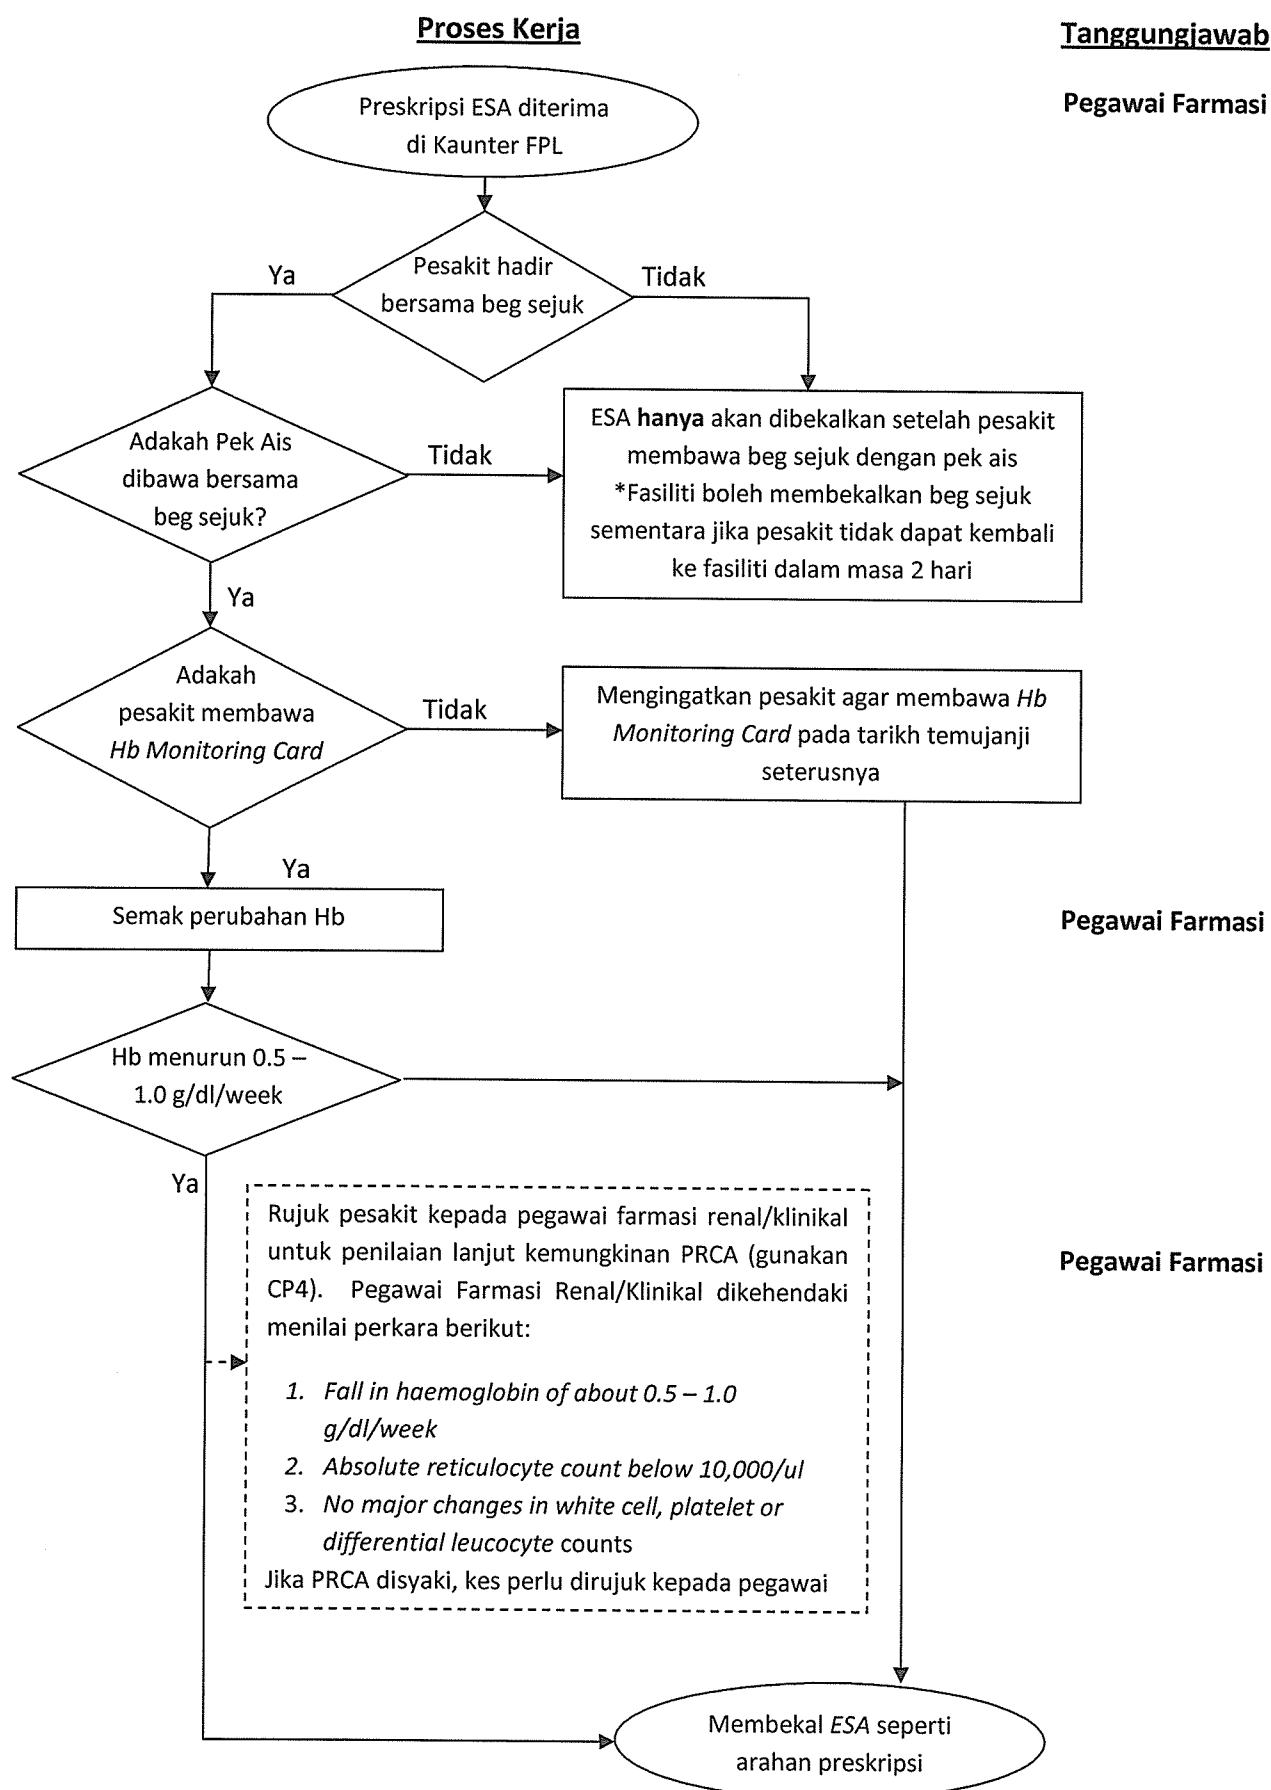 Proses Kerja
Tanggungjawab
Preskripsi ESA diterima
di Kaunter FPL
Pegawai Farmasi
Pesakit hadir
bersama beg sejuk
Ya
Tidak
Adakah Pek Ais
dibawa bersama
beg sejuk?
Tidak
ESA hanya akan dibekalkan setelah pesakit
membawa beg sejuk dengan pek ais
*Fasiliti boleh membekalkan beg sejuk
sementara jika pesakit tidak dapat kembali
ke fasiliti dalam masa 2 hari
Ya
Adakah
pesakit membawa
Hb Monitoring Card
Tidak
Mengingatkan pesakit agar membawa Hb
Monitoring Card pada tarikh temujanji
seterusnya
Ya
Semak perubahan Hb
Pegawai Farmasi
Hb menurun 0.5 –
1.0 g/dl/week
Ya
Rujuk pesakit kepada pegawai farmasi renal/klinikal
untuk penilaian lanjut kemungkinan PRCA (gunakan
CP4). Pegawai Farmasi Renal/Klinikal dikehendaki
menilai perkara berikut:
1. Fall in haemoglobin of about 0.5 – 1.0
g/dl/week
2. Absolute reticulocyte count below 10,000/ul
3. No major changes in white cell, platelet or
differential leucocyte counts
Jika PRCA disyaki, kes perlu dirujuk kepada pegawai
Pegawai Farmasi
Membekal ESA seperti
arahan preskripsi